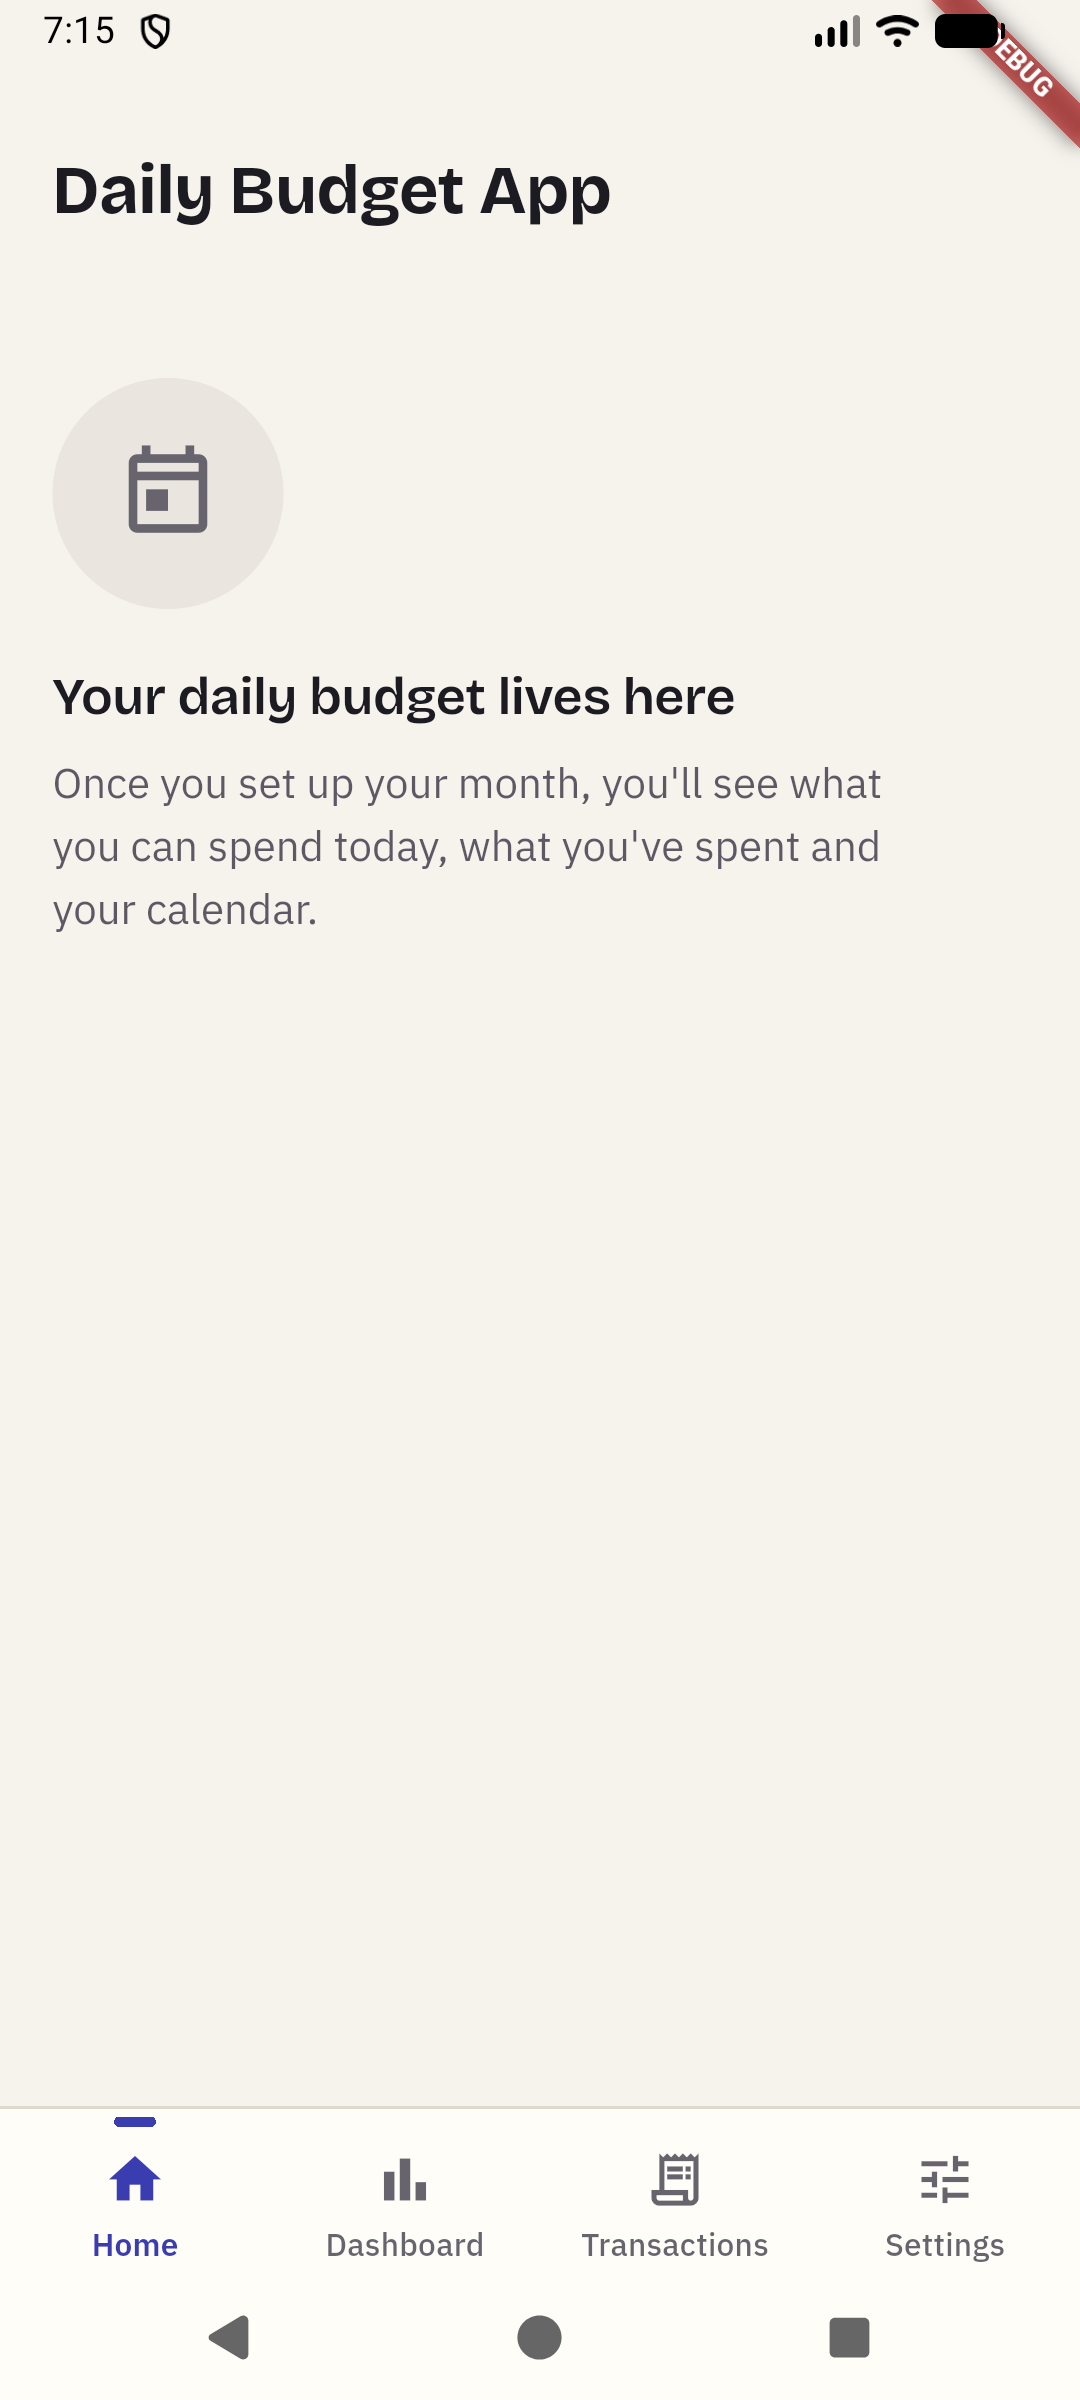 7:15
EBUG
Daily Budget App
Your daily budget lives here
Once you set up your month, you'll see what
you can spend today, what you've spent and
your calendar.
Home Dashboard Transactions Settings